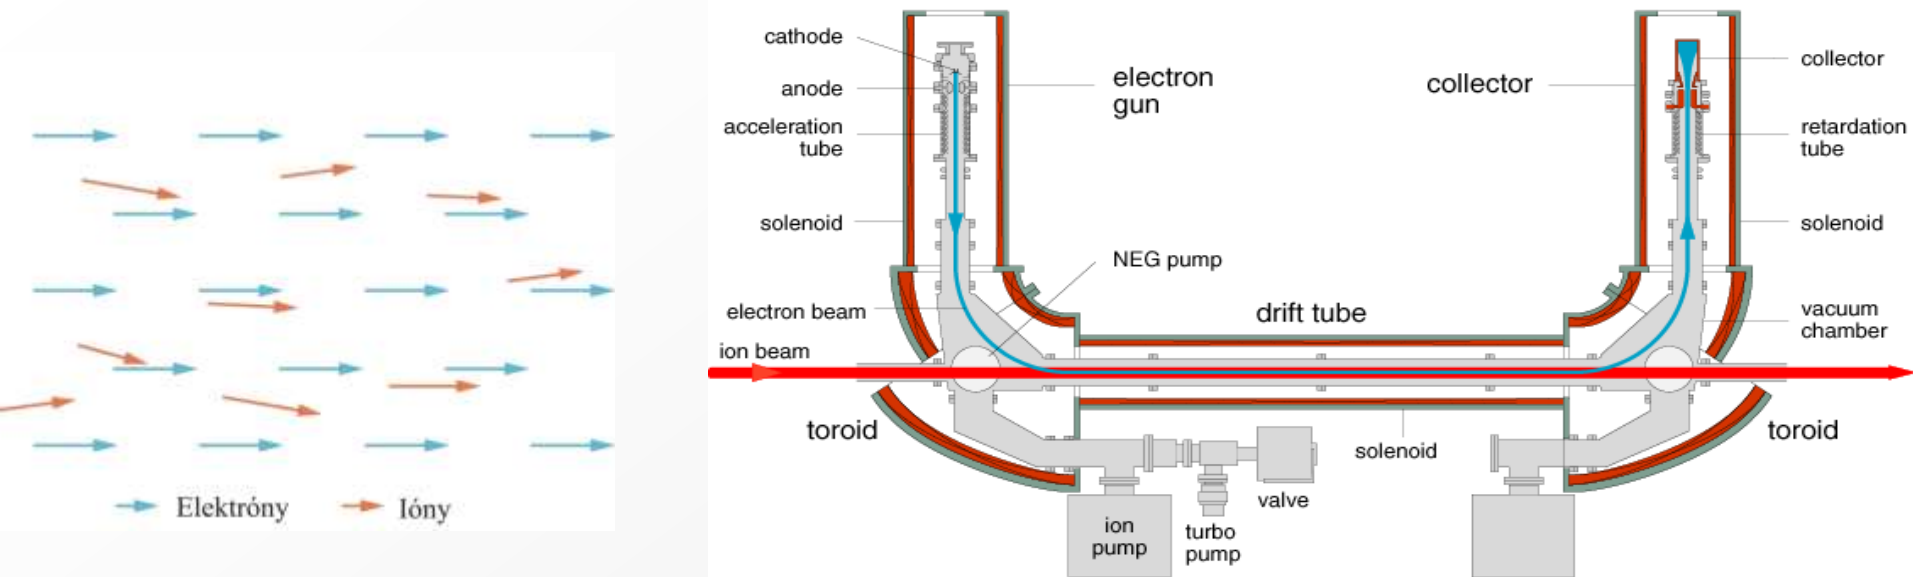 Elektróny
Ióny
cathode
anode
acceleration
tube
solenoid
electron beam
ion beam
toroid
electron
gun
NEG pump
drift tube
solenoid
ion
pump
turbo
pump
valve
collector
collector
retardation
tube
solenoid
vacuum
chamber
toroid